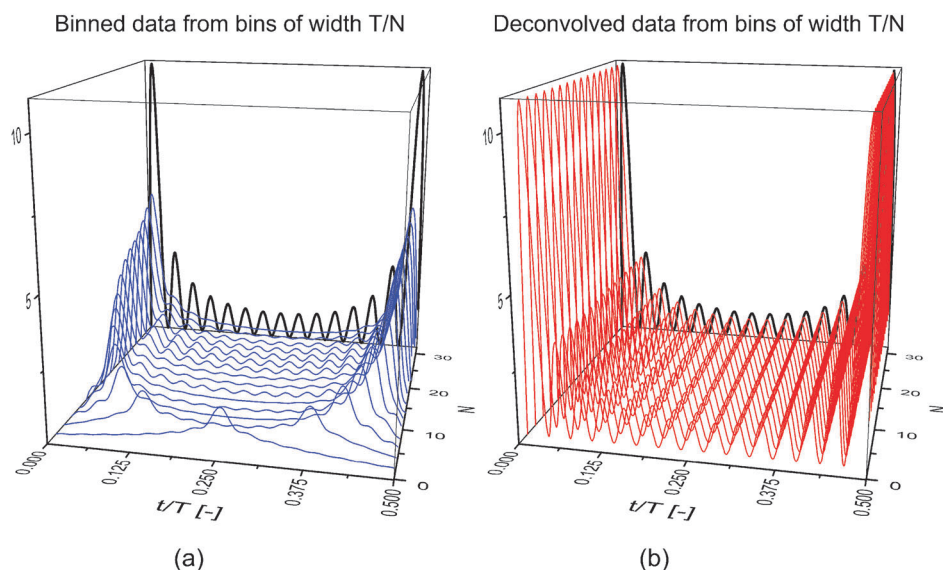 Binned data from bins of width T/N
Deconvolved data from bins of width T/N
10
5
30
20
10
0
N
0.000
0.125
0.250
0.375
0.500
t/T [-]
(a)
10
5
30
20
10
0
N
0.000
0.125
0.250
0.375
0.500
t/T [-]
(b)